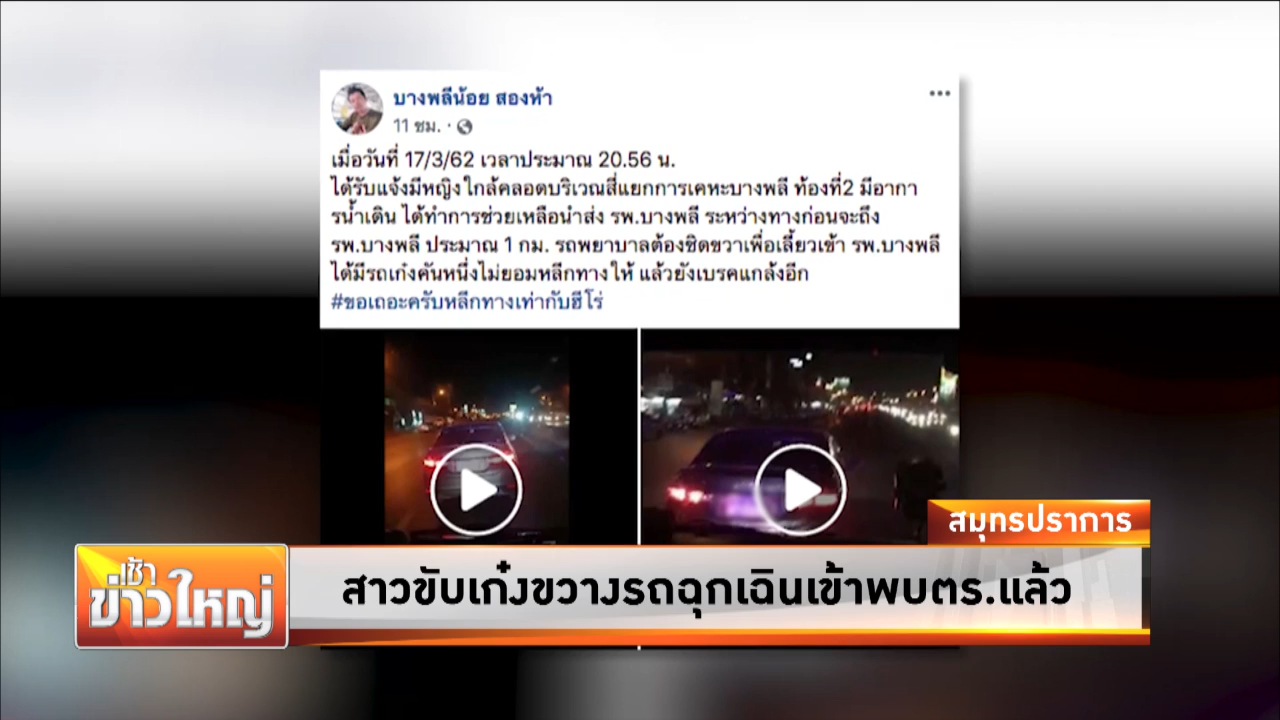 บางพลีน้อย สองห้า
11 ชม. ·
เมื่อวันที่ 17/3/62 เวลาประมาณ 20.56 น.
ได้รับแจ้งมีหญิงใกล้คลอดบริเวณสี่แยกการเคหะบางพลี ท้องที่2 มีอากา
รน้ำเดิน ได้ทำการช่วยเหลือนำส่ง รพ.บางพลี ระหว่างทางก่อนจะถึง
รพ.บางพลี ประมาณ 1 กม. รถพยาบาลต้องชิดขวาเพื่อเลี้ยวเข้า รพ.บางพลี
ได้มีรถเก๋งคันหนึ่งไม่ยอมหลีกทางให้ แล้วยังเบรคแกล้งอีก
#ขอเถอะครับหลีกทางเท่ากับฮีโร่
สมุทรปราการ
เช้า
ข่าวใหญ่
สาวขับเก๋งขวางรถฉุกเฉินเข้าพบตร.แล้ว